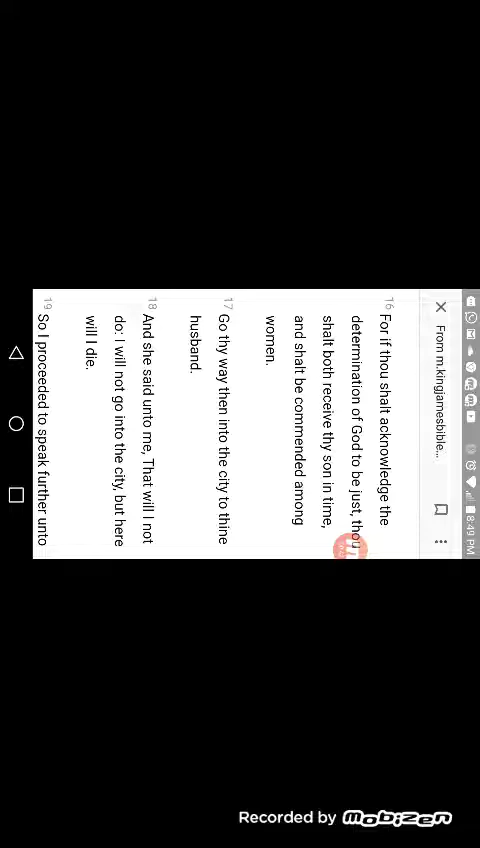 8:49 PM
From m.kingjamesbible...
16
For if thou shalt acknowledge the
determination of God to be just, thou
shalt both receive thy son in time,
and shalt be commended among
women.
17
Go thy way then into the city to thine
husband.
18
And she said unto me, That will I not
do: I will not go into the city, but here
will I die.
19
So I proceeded to speak further unto
Recorded by mobizen